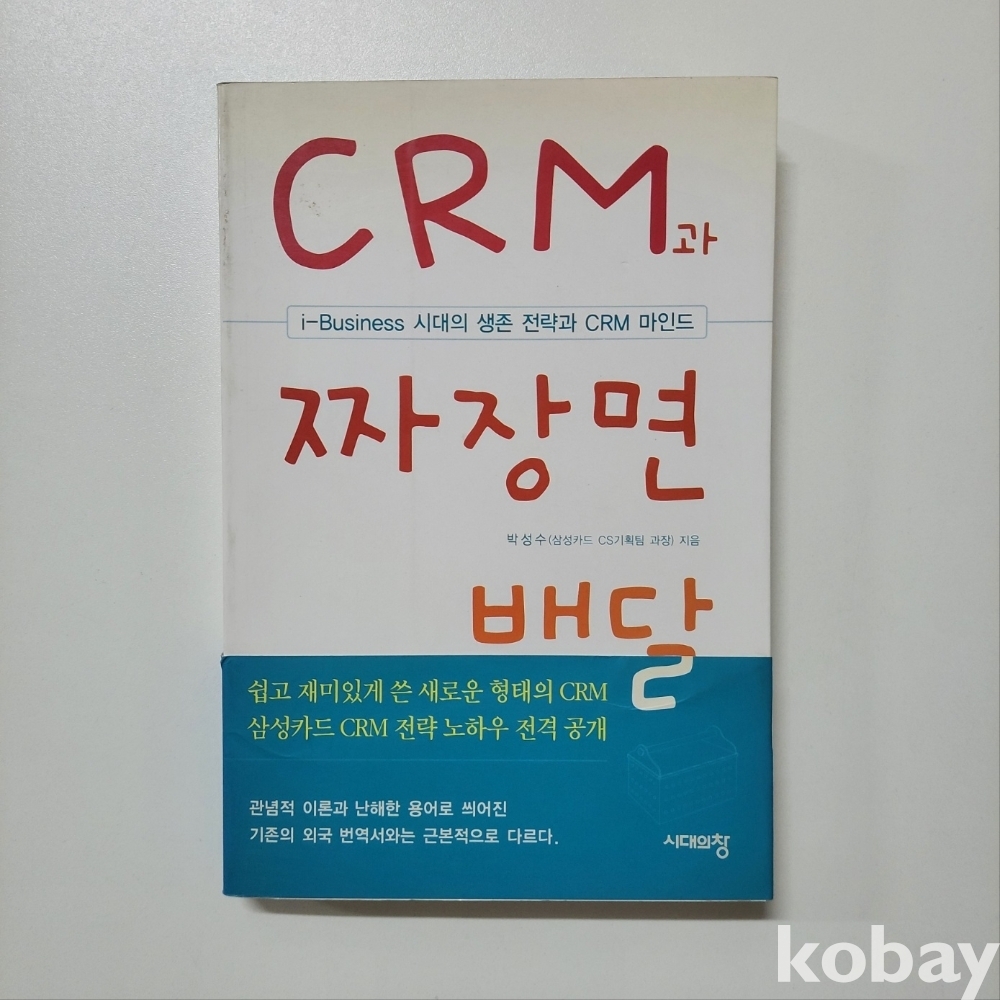 CRM과
i-Business 시대의 생존 전략과 CRM 마인드
짜장면
박성수(삼성카드 CS기획팀 과장) 지음
배달
쉽고 재미있게 쓴 새로운 형태의 CRM
삼성카드 CRM 전략 노하우 전격 공개
관념적 이론과 난해한 용어로 씌어진
기존의 외국 번역서와는 근본적으로 다르다.
시대의창
kobay